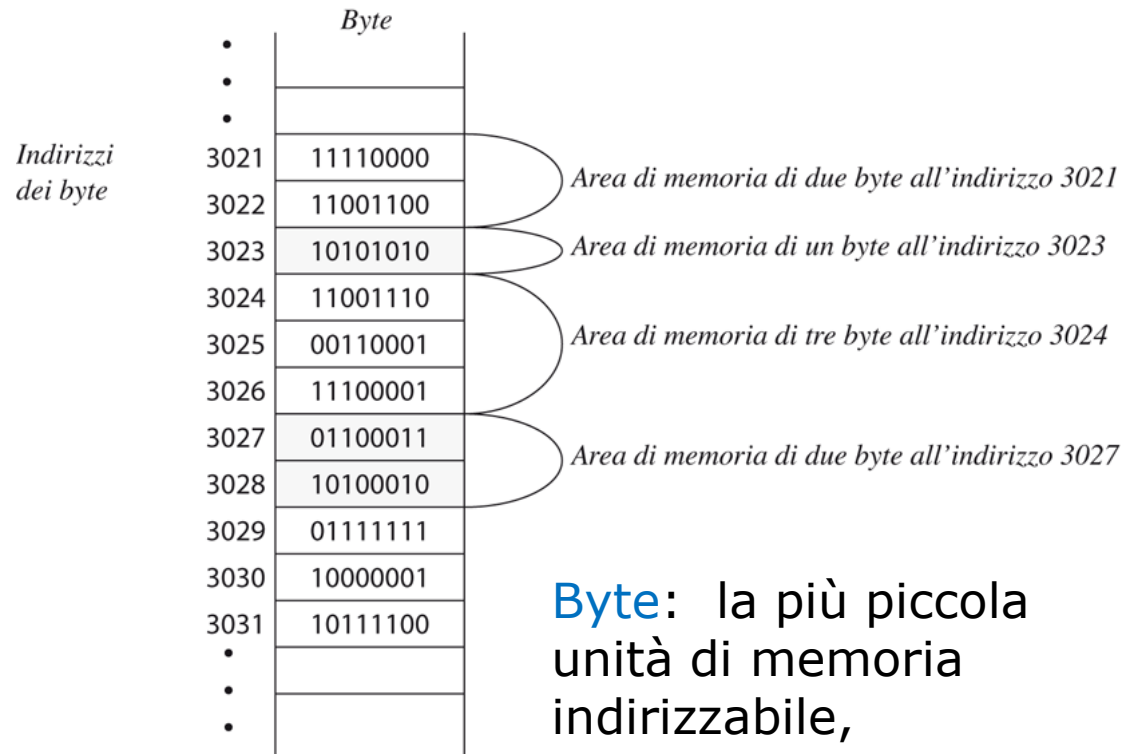 Byte
Indirizzi
dei byte
3021 11110000
Area di memoria di due byte all'indirizzo 3021
3022 11001100
3023 10101010 Area di memoria di un byte all'indirizzo 3023
3024 11001110
3025 00110001 Area di memoria di tre byte all'indirizzo 3024
3026 11100001
3027 01100011
Area di memoria di due byte all'indirizzo 3027
3028 10100010
3029 01111111
3030 10000001
3031 10111100
Byte: la più piccola
unità di memoria
indirizzabile,